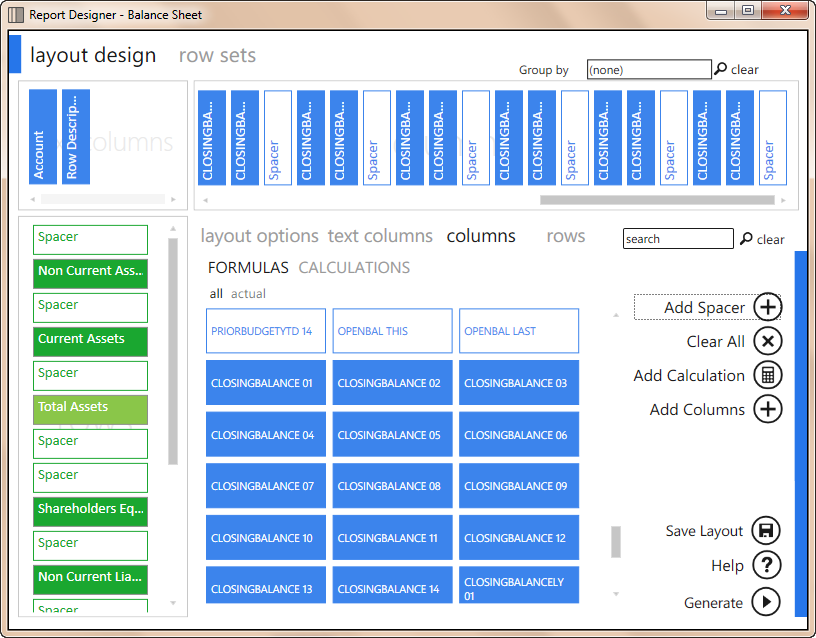 Report Designer - Balance Sheet
layout design row sets
Group by (none) clear
Account
Row Descrip...
columns
CLOSINGBA...
CLOSINGBA...
Spacer
CLOSINGBA...
CLOSINGBA...
Spacer
CLOSINGBA...
CLOSINGBA...
Spacer
CLOSINGBA...
CLOSINGBA...
Spacer
CLOSINGBA...
CLOSINGBA...
Spacer
CLOSINGBA...
CLOSINGBA...
Spacer
Spacer
Non Current Ass...
Spacer
Current Assets
Spacer
Total Assets
Spacer
Spacer
Shareholders Eq...
Spacer
Non Current Lia...
Spacer
layout options text columns columns rows
search clear
FORMULAS CALCULATIONS
all actual
PRIORBUDGETYTD 14 OPENBAL THIS OPENBAL LAST
CLOSINGBALANCE 01 CLOSINGBALANCE 02 CLOSINGBALANCE 03
CLOSINGBALANCE 04 CLOSINGBALANCE 05 CLOSINGBALANCE 06
CLOSINGBALANCE 07 CLOSINGBALANCE 08 CLOSINGBALANCE 09
CLOSINGBALANCE 10 CLOSINGBALANCE 11 CLOSINGBALANCE 12
CLOSINGBALANCE 13 CLOSINGBALANCE 14 CLOSINGBALANCELY
01
Add Spacer
Clear All
Add Calculation
Add Columns
Save Layout
Help
Generate